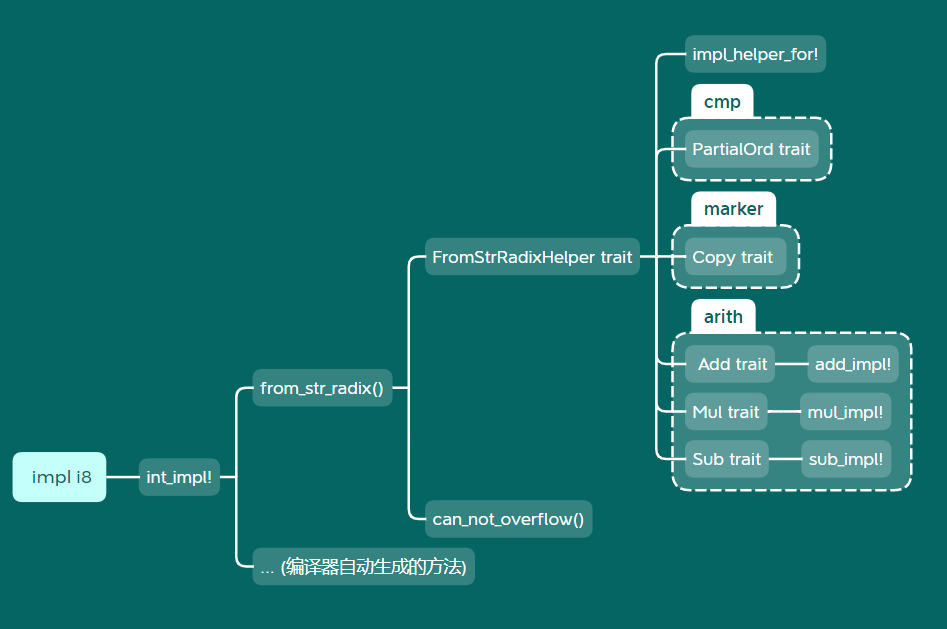 impl_helper_for!
cmp
PartialOrd trait
marker
Copy trait
FromStrRadixHelper trait
arith
Add trait
add_impl!
Mul trait
mul_impl!
Sub trait
sub_impl!
from_str_radix()
impl i8
int_impl!
can_not_overflow()
... (编译器自动生成的方法)